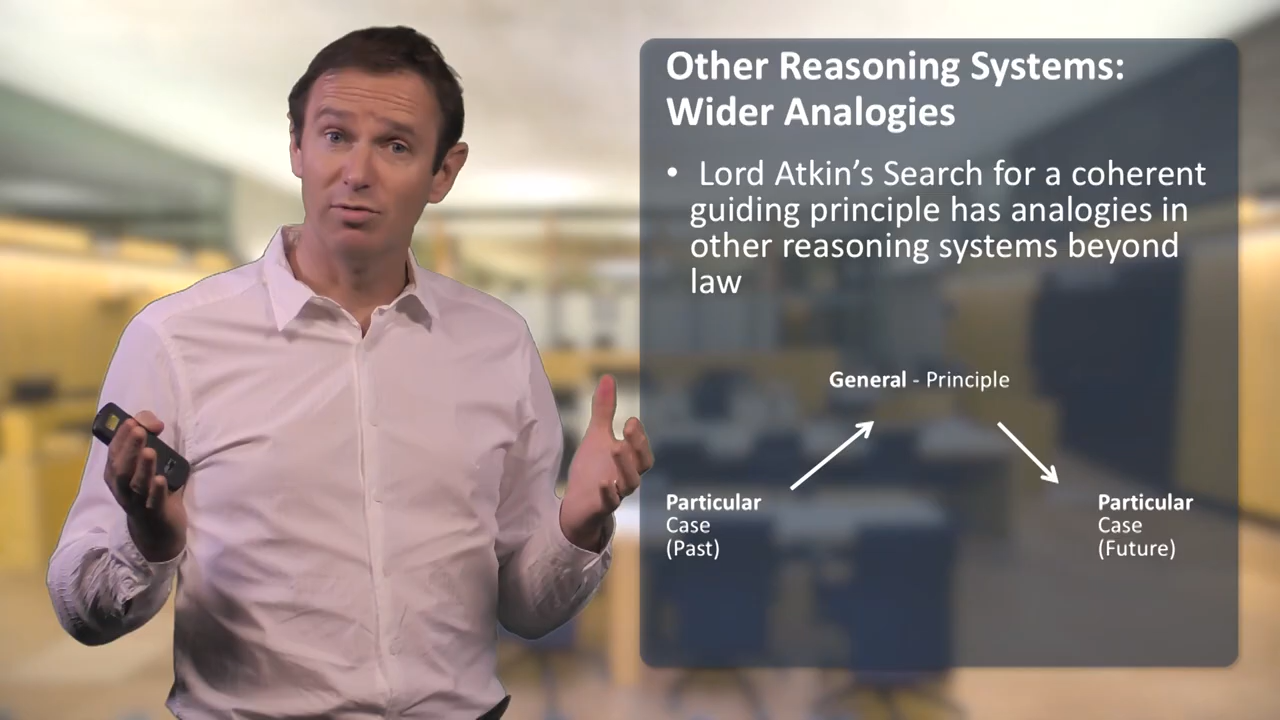 Other Reasoning Systems:
Wider Analogies
• Lord Atkin’s Search for a coherent
guiding principle has analogies in
other reasoning systems beyond
law
General - Principle
Particular
Case
(Past)
Particular
Case
(Future)